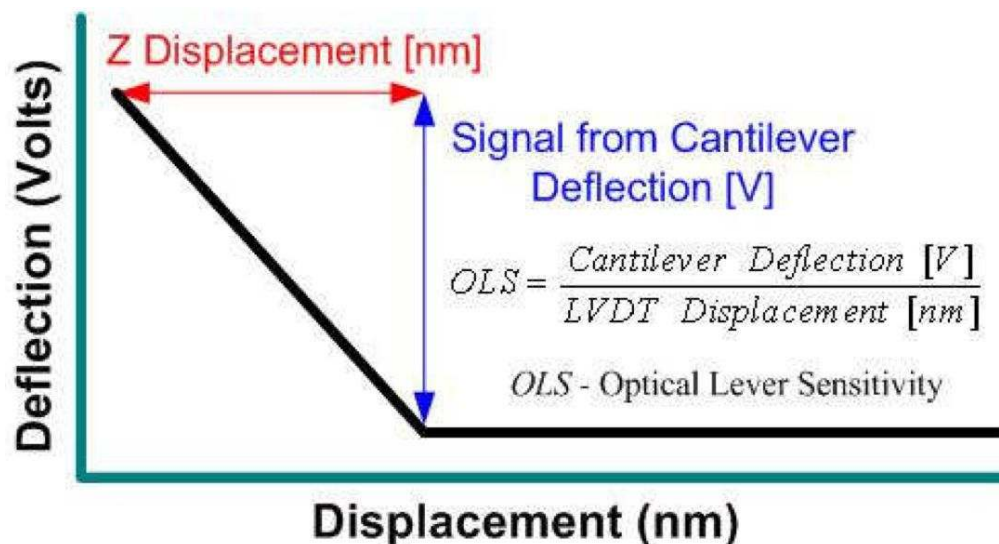 Z Displacement [nm]
Deflection (Volts)
Signal from Cantilever
Deflection [V]
OLS = Cantilever Deflection [V]
LVDT Displacement [nm]
OLS - Optical Lever Sensitivity
Displacement (nm)